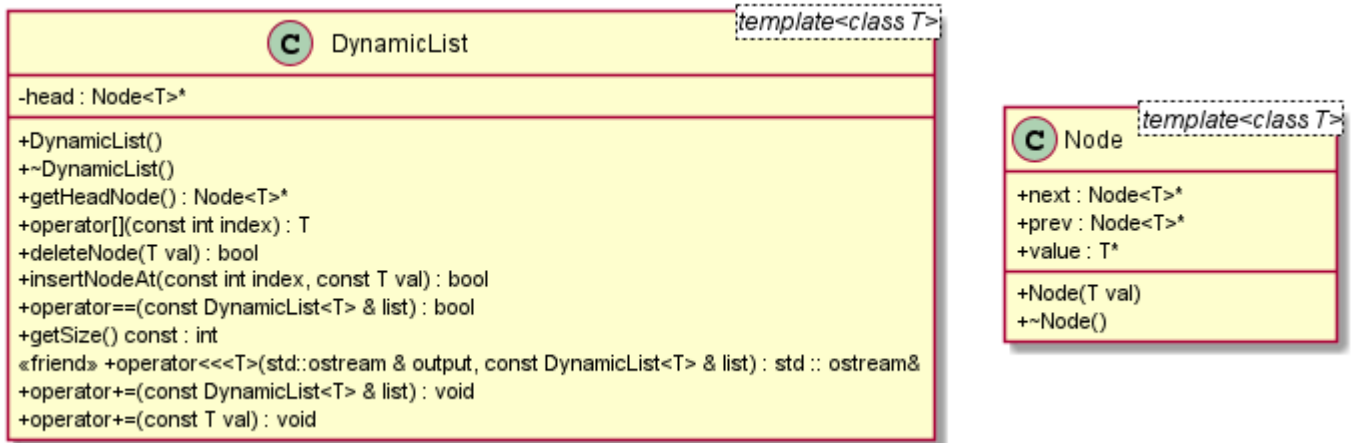 template<class T>
C DynamicList
-head : Node<T>*
+DynamicList()
+~DynamicList()
+getHeadNode() : Node<T>*
+operator[](const int index) : T
+deleteNode(T val) : bool
+insertNodeAt(const int index, const T val) : bool
+operator==(const DynamicList<T> & list) : bool
+getSize() const : int
«friend» +operator<<<T>(std::ostream & output, const DynamicList<T> & list) : std :: ostream&
+operator+=(const DynamicList<T> & list) : void
+operator+=(const T val) : void
template<class T>
C Node
+next : Node<T>*
+prev : Node<T>*
+value : T*
+Node(T val)
+~Node()